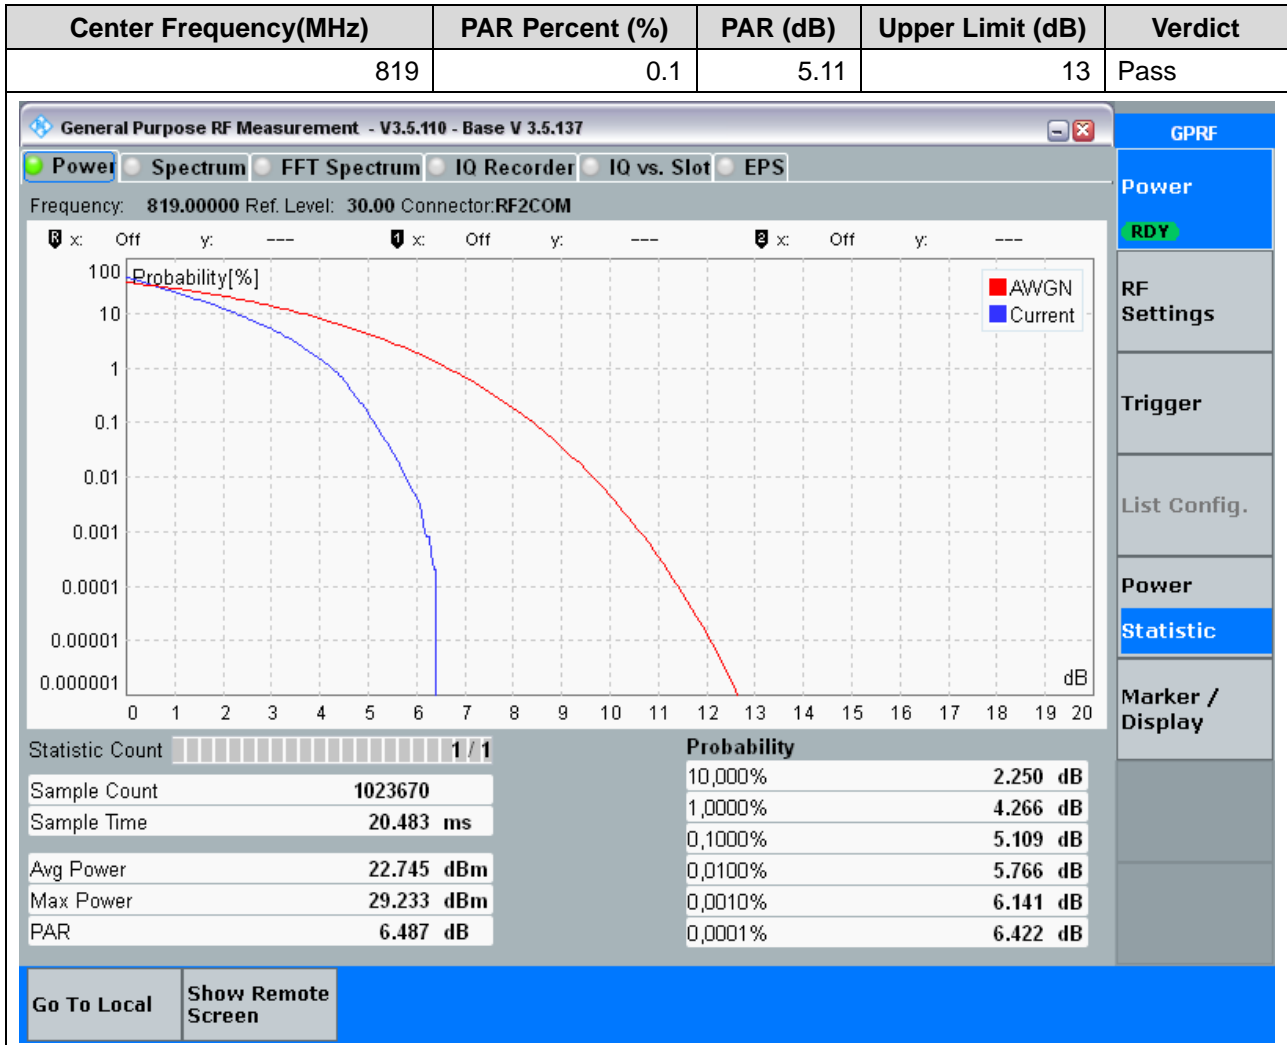 Center Frequency(MHz) PAR Percent (%) PAR (dB) Upper Limit (dB) Verdict
819 0.1 5.11 13 Pass
General Purpose RF Measurement - V3.5.110 - Base V 3.5.137
GPRF
Power Spectrum FFT Spectrum IQ Recorder IQ vs. Slot EPS
Power
RDY
Frequency: 819.00000 Ref. Level: 30.00 Connector:RF2COM
R x: Off y: --- 1 x: Off y: --- 2 x: Off y: ---
Probability[%]
AWGN
Current
100
10
1
0.1
0.01
0.001
0.0001
0.00001
0.000001
dB
0 1 2 3 4 5 6 7 8 9 10 11 12 13 14 15 16 17 18 19 20
RF
Settings
Trigger
List Config.
Power
Statistic
Marker /
Display
Statistic Count 1 / 1
Sample Count 1023670
Sample Time 20.483 ms
Avg Power 22.745 dBm
Max Power 29.233 dBm
PAR 6.487 dB
Probability
10,000% 2.250 dB
1,0000% 4.266 dB
0,1000% 5.109 dB
0,0100% 5.766 dB
0,0010% 6.141 dB
0,0001% 6.422 dB
Go To Local
Show Remote
Screen